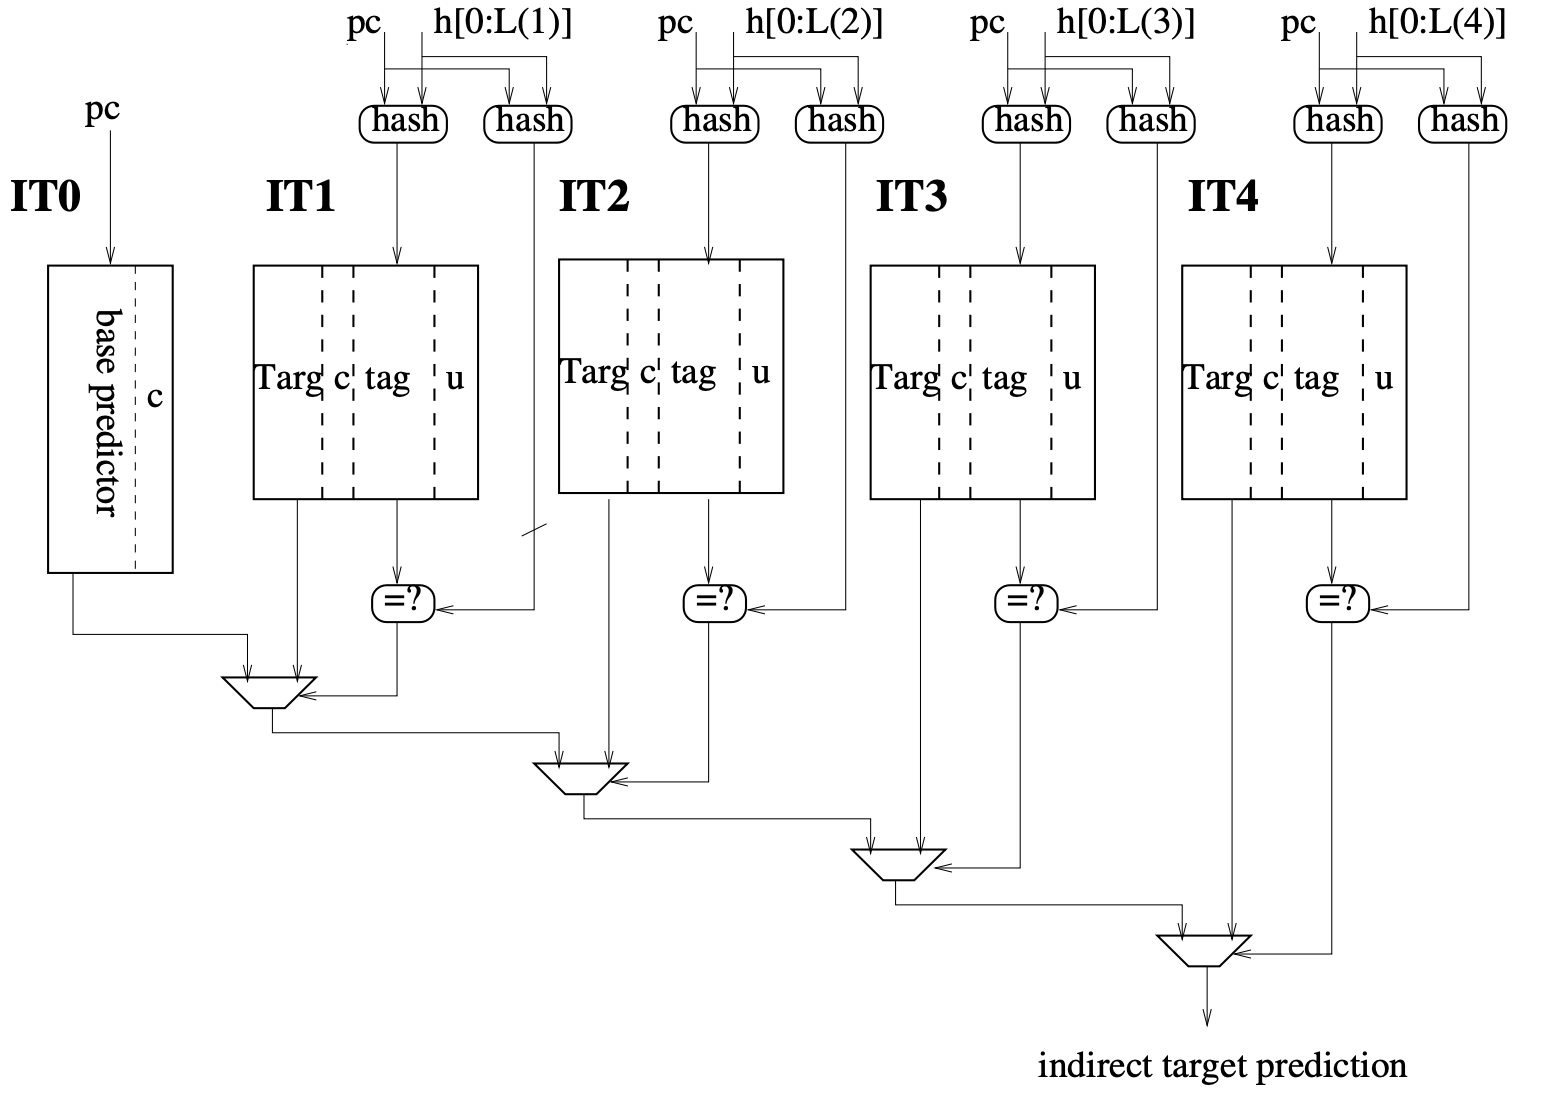 pc h[0:L(1)] pc h[0:L(2)] pc h[0:L(3)] pc h[0:L(4)]
pc
hash hash hash hash hash hash hash hash
IT0 IT1 IT2 IT3 IT4
base predictor c
Targ c tag u
Targ c tag u
Targ c tag u
Targ c tag u
=? =? =? =?
indirect target prediction